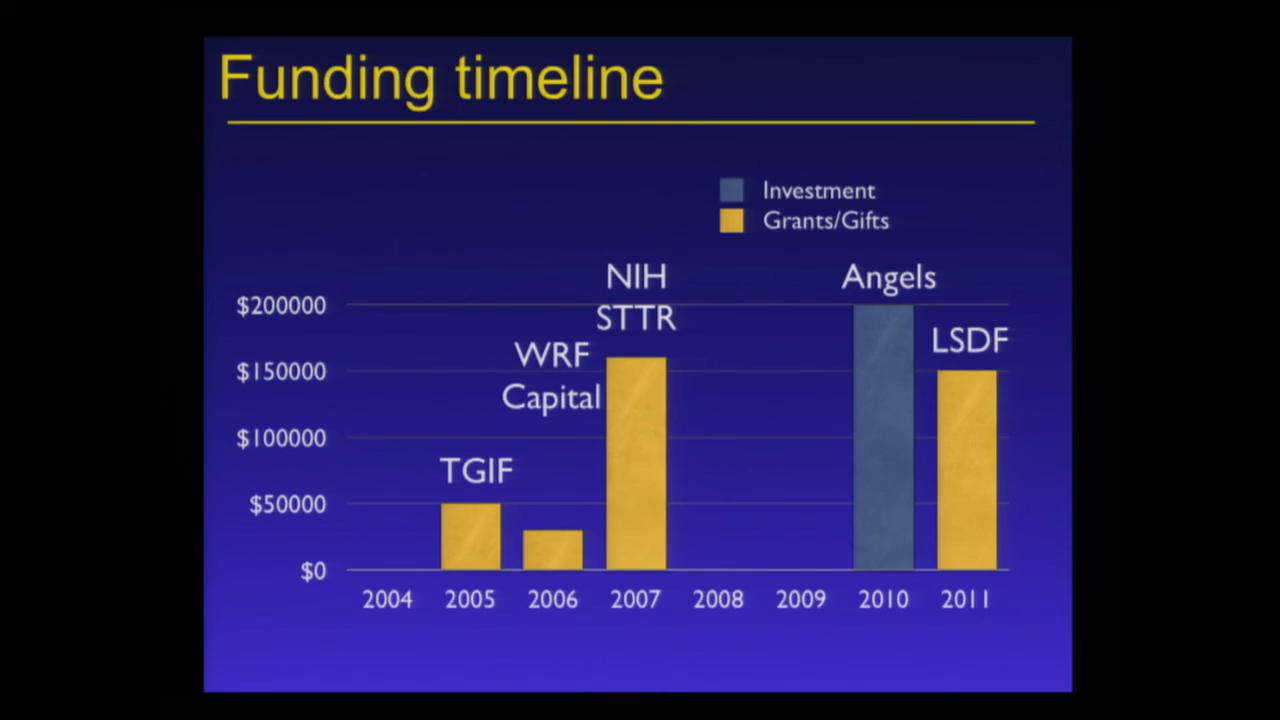 Funding timeline
Investment
Grants/Gifts
NIH
STTR
Angels
LSDF
WRF
Capital
TGIF
$200000
$150000
$100000
$50000
$0
2004 2005 2006 2007 2008 2009 2010 2011